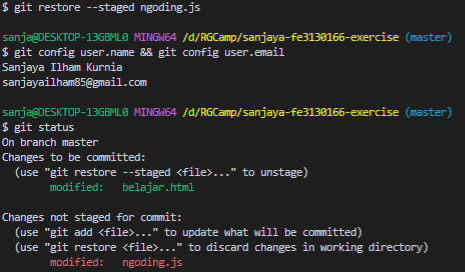 $ git restore --staged ngoding.js
sanja@DESKTOP-13GBML0 MINGW64 /d/RGCamp/sanjaya-fe3130166-exercise (master)
$ git config user.name && git config user.email
Sanjaya Ilham Kurnia
sanjayailham85@gmail.com
sanja@DESKTOP-13GBML0 MINGW64 /d/RGCamp/sanjaya-fe3130166-exercise (master)
$ git status
On branch master
Changes to be committed:
  (use "git restore --staged <file>..." to unstage)
        modified:   belajar.html
Changes not staged for commit:
  (use "git add <file>..." to update what will be committed)
  (use "git restore <file>..." to discard changes in working directory)
        modified:   ngoding.js